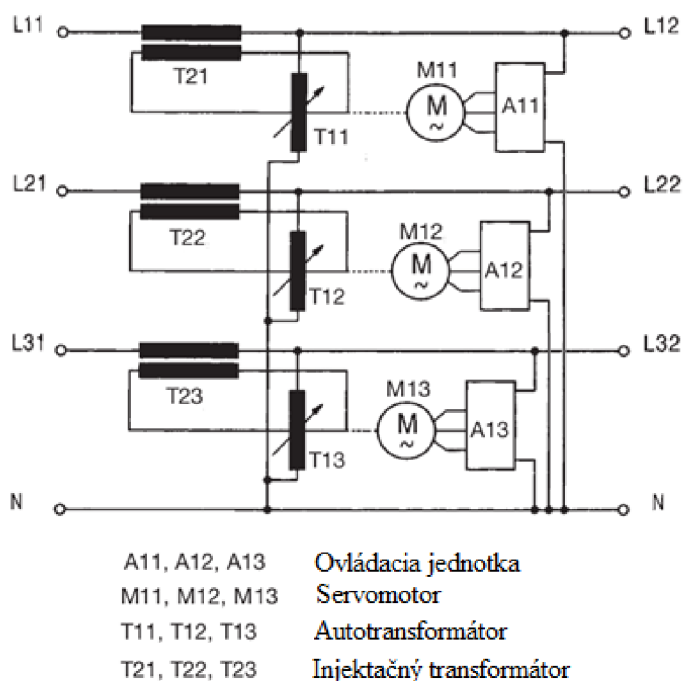 L11 L12
T21 M11
M
~
A11
T11
L21 L22
T22 M12
M
~
A12
T12
L31 L32
T23 M13
M
~
A13
T13
N N
A11, A12, A13 Ovládacia jednotka
M11, M12, M13 Servomotor
T11, T12, T13 Autotransformátor
T21, T22, T23 Injektačný transformátor